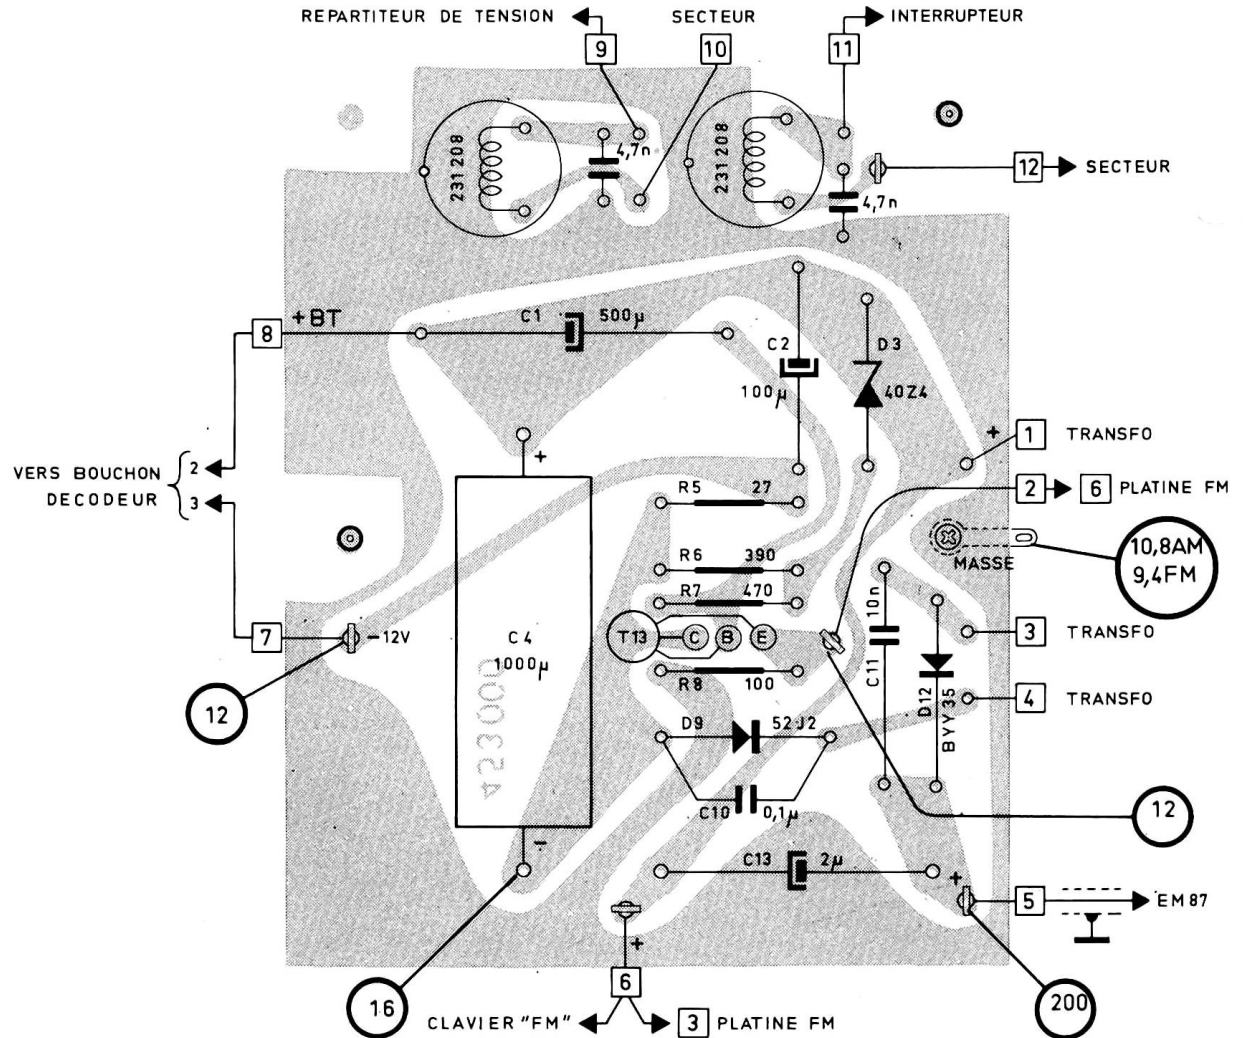 REPARTITEUR DE TENSION
SECTEUR
INTERRUPTEUR
9
10
11
231208
4,7n
231208
4,7n
12
SECTEUR
8
+BT
C1
500µ
C2
100µ
D3
40Z4
+
1
TRANSFO
2
6
PLATINE FM
VERS BOUCHON
DECODEUR
2
3
+
R5
27
10,8AM
9,4FM
MASSE
R6
390
R7
470
10n
C11
7
-12V
C4
1000µ
T13
C
B
E
3
TRANSFO
R8
100
D12
BYY35
4
TRANSFO
12
423000
D9
52J2
C10
0,1µ
12
-
C13
2µ
+
5
EM87
+
16
6
200
CLAVIER "FM"
3
PLATINE FM